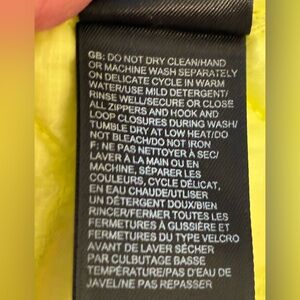 GB: DO NOT DRY CLEAN/HAND
OR MACHINE WASH SEPARATELY
ON DELICATE CYCLE IN WARM
WATER/USE MILD DETERGENT/
RINSE WELL/SECURE OR CLOSE
ALL ZIPPERS AND HOOK AND
LOOP CLOSURES DURING WASH/
TUMBLE DRY AT LOW HEAT/DO
NOT BLEACH/DO NOT IRON
F: NE PAS NETTOYER À SEC/
LAVER À LA MAIN OU EN
MACHINE, SÉPARER LES
COULEURS, CYCLE DÉLICAT,
EN EAU CHAUDE/UTLISER
UN DÉTERGENT DOUX/BIEN
RINCER/FERMER TOUTES LES
FERMETURES À GLISSIÈRE ET
FERMETURES DU TYPE VELCRO
AVANT DE LAVER SÉCHER
PAR CULBUTAGE BASSE
TEMPÉRATURE/PAS D'EAU DE
JAVEL/NE PAS REPASSER